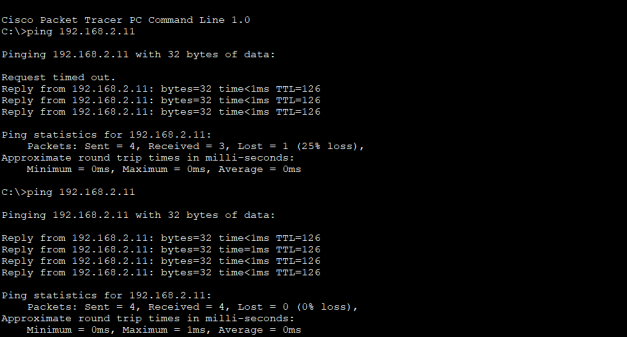 Cisco Packet Tracer PC Command Line 1.0
C:\>ping 192.168.2.11
Pinging 192.168.2.11 with 32 bytes of data:
Request timed out.
Reply from 192.168.2.11: bytes=32 time<1ms TTL=126
Reply from 192.168.2.11: bytes=32 time<1ms TTL=126
Reply from 192.168.2.11: bytes=32 time<1ms TTL=126
Ping statistics for 192.168.2.11:
    Packets: Sent = 4, Received = 3, Lost = 1 (25% loss),
Approximate round trip times in milli-seconds:
    Minimum = 0ms, Maximum = 0ms, Average = 0ms
C:\>ping 192.168.2.11
Pinging 192.168.2.11 with 32 bytes of data:
Reply from 192.168.2.11: bytes=32 time<1ms TTL=126
Reply from 192.168.2.11: bytes=32 time=1ms TTL=126
Reply from 192.168.2.11: bytes=32 time<1ms TTL=126
Reply from 192.168.2.11: bytes=32 time<1ms TTL=126
Ping statistics for 192.168.2.11:
    Packets: Sent = 4, Received = 4, Lost = 0 (0% loss),
Approximate round trip times in milli-seconds:
    Minimum = 0ms, Maximum = 1ms, Average = 0ms